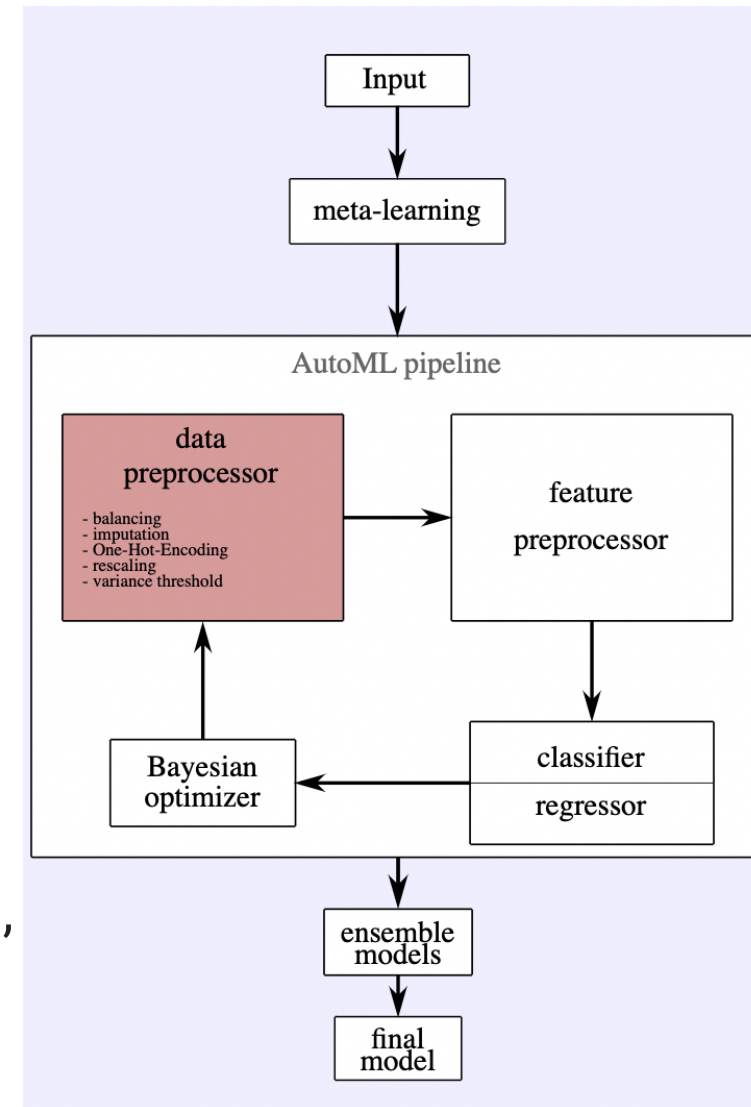 Input
meta-learning
AutoML pipeline
data
preprocessor
- balancing
- imputation
- One-Hot-Encoding
- rescaling
- variance threshold
feature
preprocessor
classifier
regressor
Bayesian
optimizer
,
ensemble
models
final
model